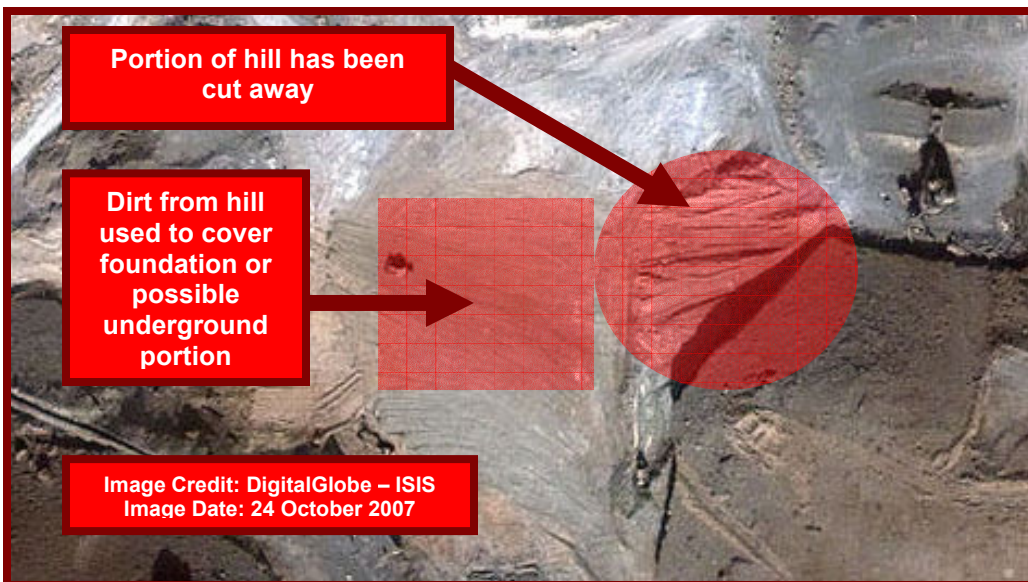 Portion of hill has been
cut away
Dirt from hill
used to cover
foundation or
possible
underground
portion
Image Credit: DigitalGlobe – ISIS
Image Date: 24 October 2007